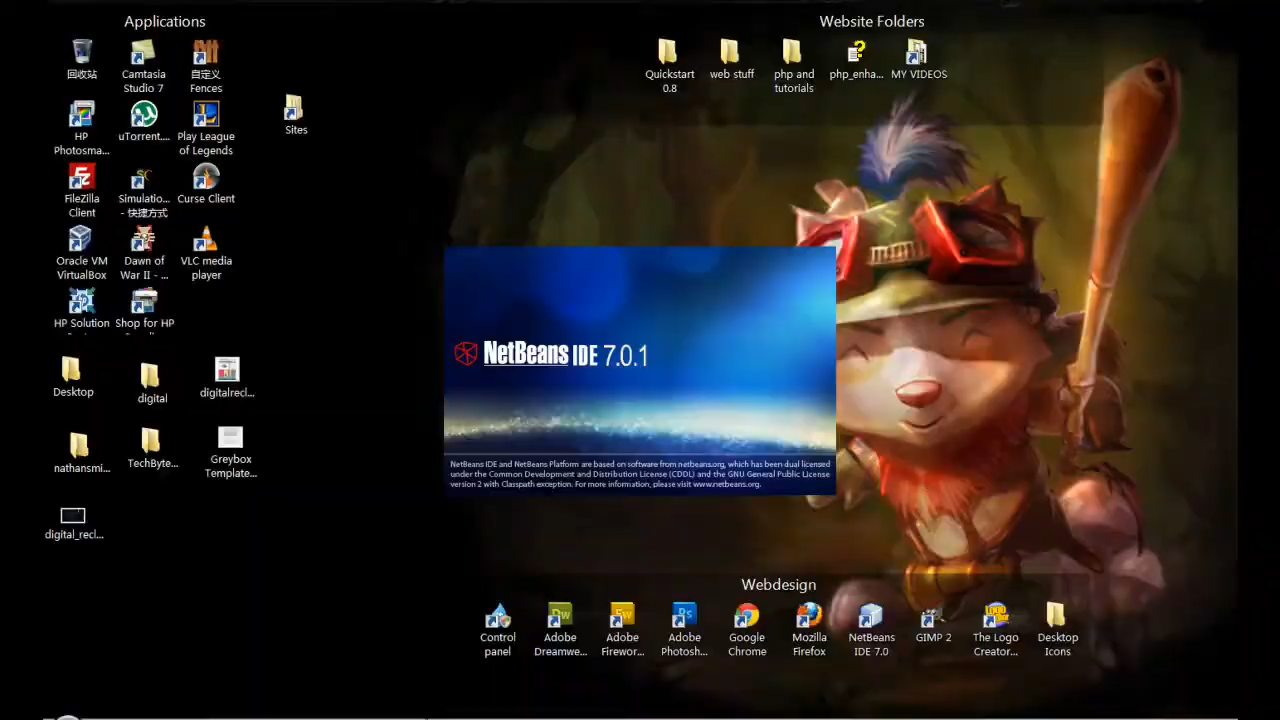 Applications
Website Folders
回收站
Camtasia
Studio 7
自定义
Fences
Quickstart
0.8
web stuff
php and
tutorials
php_enha...
MY VIDEOS
Sites
HP
Photosma...
uTorrent....
Play League
of Legends
FileZilla
Client
Simulatio...
- 快捷方式
Curse Client
Oracle VM
VirtualBox
Dawn of
War II - ...
VLC media
player
HP Solution
Shop for HP
NetBeans IDE 7.0.1
Desktop
digital
digitalrecl...
nathansmi...
TechByte...
Greybox
Template...
NetBeans IDE and NetBeans Platform are based on software from netbeans.org, which has been dual licensed
under the Common Development and Distribution License (CDDL) and the GNU General Public License
version 2 with Classpath exception. For more information, please visit www.netbeans.org.
digital_recl...
Webdesign
Control
panel
Adobe
Dreamwe...
Adobe
Firewor...
Adobe
Photosh...
Google
Chrome
Mozilla
Firefox
NetBeans
IDE 7.0
GIMP 2
The Logo
Creator...
Desktop
Icons